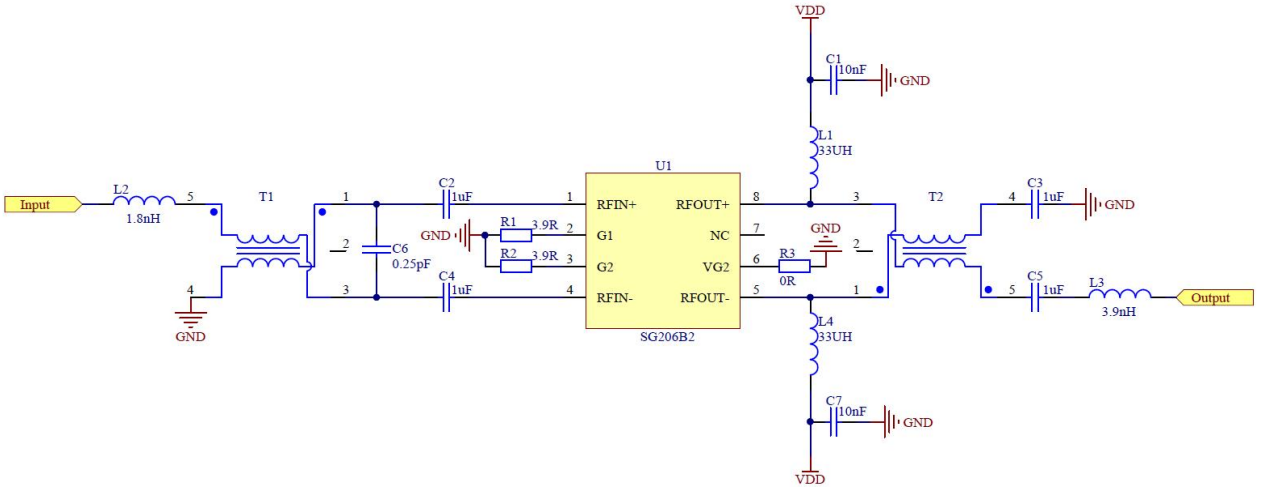 VDD
C1
10nF
GND
L1
33UH
U1
L2
5
T1
1
C2
1uF
1
RFIN+
RFOUT+
8
3
T2
4
C3
1uF
GND
Input
1.8nH
R1
3.9R
2
G1
NC
7
GND
GND
2
C6
0.25pF
R2
3.9R
3
G2
VG2
6
R3
0R
2
4
3
C4
1uF
4
RFIN-
RFOUT-
5
1
5
C5
1uF
L3
3.9nH
Output
GND
SG206B2
L4
33UH
C7
10nF
GND
VDD